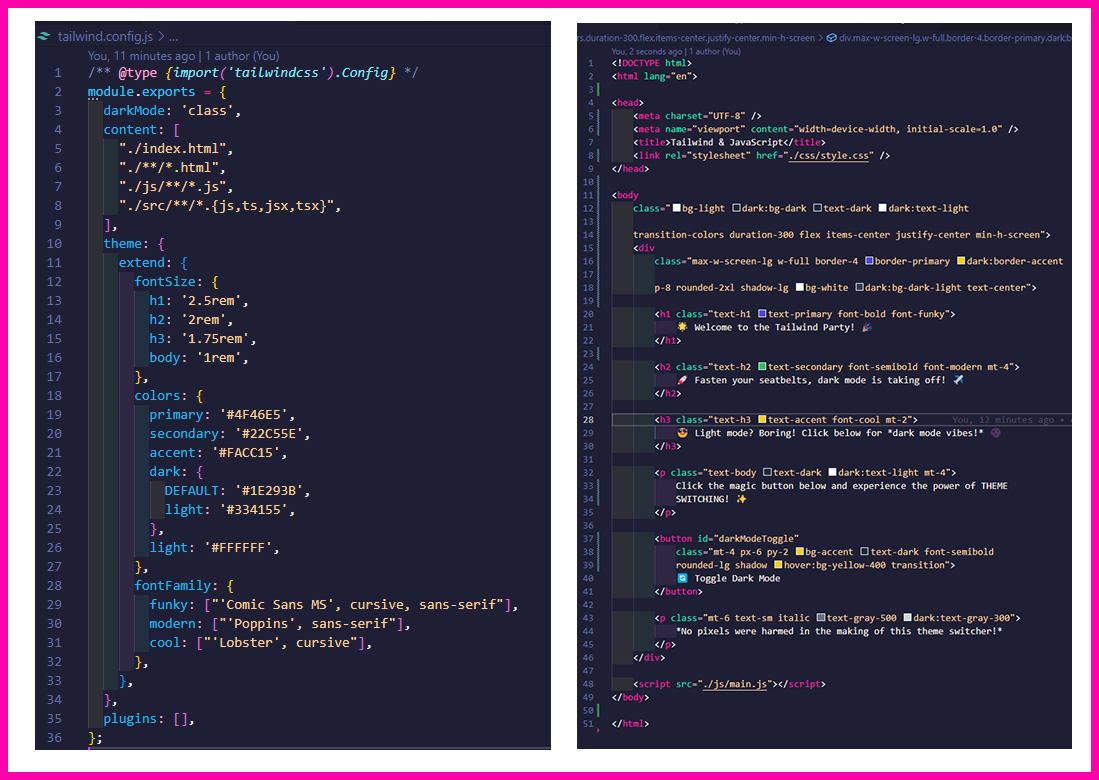 tailwind.config.js > ...
You, 11 minutes ago | 1 author (You)
1 /** @type {import('tailwindcss').Config} */
2 module.exports = {
3 darkMode: 'class',
4 content: [
5 "./index.html",
6 "./**/*.html",
7 "./js/**/*.js",
8 "./src/**/*.{js,ts,jsx,tsx}",
9 ],
10 theme: {
11 extend: {
12 fontSize: {
13 h1: '2.5rem',
14 h2: '2rem',
15 h3: '1.75rem',
16 body: '1rem',
17 },
18 colors: {
19 primary: '#4F46E5',
20 secondary: '#22C55E',
21 accent: '#FACC15',
22 dark: {
23 DEFAULT: '#1E293B',
24 light: '#334155',
25 },
26 light: '#FFFFFF',
27 },
28 fontFamily: {
29 funky: ["'Comic Sans MS', cursive, sans-serif"],
30 modern: ["'Poppins', sans-serif"],
31 cool: ["'Lobster', cursive"],
32 },
33 },
34 },
35 plugins: [],
36 };
rs.duration-300.flex.items-center.justify-center.min-h-screen > div.max-w-screen-lg.w-full.border-4.border-primary.dark:b
You, 2 seconds ago | 1 author (You)
1 <!DOCTYPE html>
2 <html lang="en">
3
4 <head>
5 <meta charset="UTF-8" />
6 <meta name="viewport" content="width=device-width, initial-scale=1.0" />
7 <title>Tailwind & JavaScript</title>
8 <link rel="stylesheet" href="./css/style.css" />
9 </head>
10
11 <body
12 class="bg-light dark:bg-dark text-dark dark:text-light
13
14 transition-colors duration-300 flex items-center justify-center min-h-screen">
15 <div
16 class="max-w-screen-lg w-full border-4 border-primary dark:border-accent
17
18 p-8 rounded-2xl shadow-lg bg-white dark:bg-dark-light text-center">
19
20 <h1 class="text-h1 text-primary font-bold font-funky">
21 🌟 Welcome to the Tailwind Party! 🎉
22 </h1>
23
24 <h2 class="text-h2 text-secondary font-semibold font-modern mt-4">
25 🚀 Fasten your seatbelts, dark mode is taking off! ✈️
26 </h2>
27
28 <h3 class="text-h3 text-accent font-cool mt-2"> You, 12 minutes ago •
29 😎 Light mode? Boring! Click below for *dark mode vibes!* 🌚
30 </h3>
31
32 <p class="text-body text-dark dark:text-light mt-4">
33 Click the magic button below and experience the power of THEME
34 SWITCHING! ✨
35 </p>
36
37 <button id="darkModeToggle"
38 class="mt-4 px-6 py-2 bg-accent text-dark font-semibold
39 rounded-lg shadow hover:bg-yellow-400 transition">
40 🔄 Toggle Dark Mode
41 </button>
42
43 <p class="mt-6 text-sm italic text-gray-500 dark:text-gray-300">
44 *No pixels were harmed in the making of this theme switcher!*
45 </p>
46 </div>
47
48 <script src="./js/main.js"></script>
49 </body>
50
51 </html>